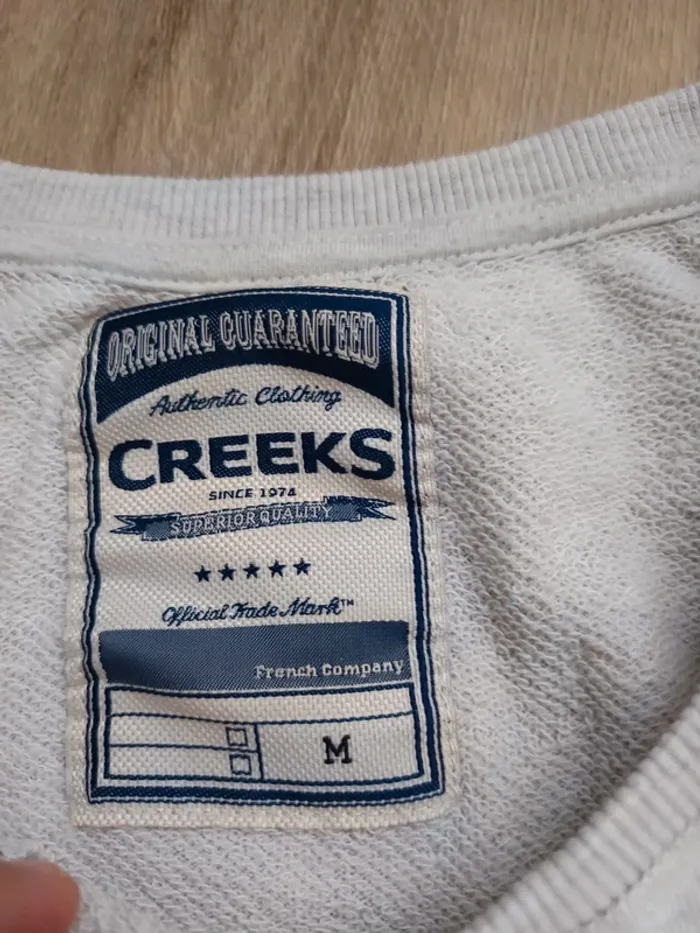 ORIGINAL GUARANTEED
Authentic Clothing
CREEKS
SINCE 1974
SUPERIOR QUALITY
Official Trade Mark™
French Company
M